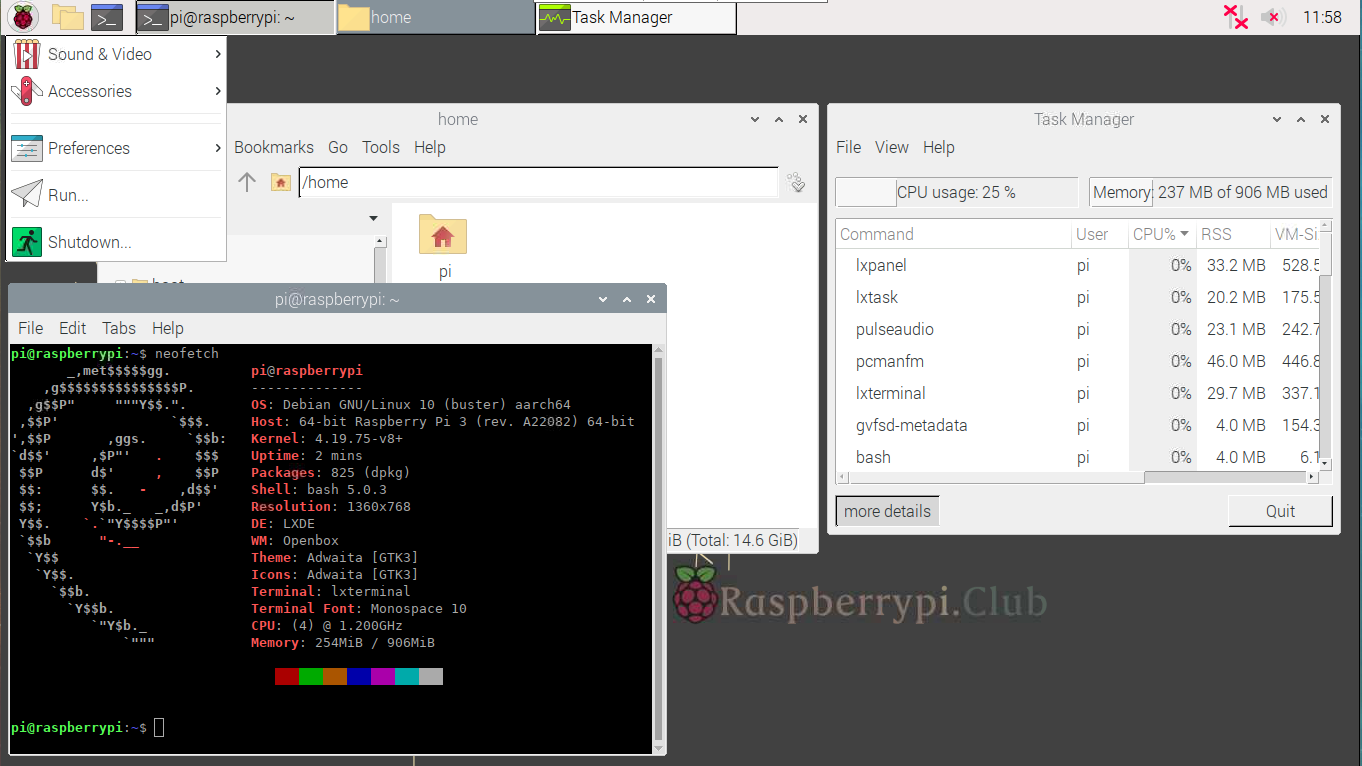 pi@raspberrypi: ~
home
Task Manager
11:58
Sound & Video
Accessories
Preferences
Run...
Shutdown...
home
Bookmarks Go Tools Help
/home
pi
iB (Total: 14.6 GiB)
Task Manager
File View Help
CPU usage: 25 %
Memory: 237 MB of 906 MB used
Command User CPU% RSS VM-Si
lxpanel pi 0% 33.2 MB 528.5
lxtask pi 0% 20.2 MB 175.5
pulseaudio pi 0% 23.1 MB 242.7
pcmanfm pi 0% 46.0 MB 446.8
lxterminal pi 0% 29.7 MB 337.1
gvfsd-metadata pi 0% 4.0 MB 154.3
bash pi 0% 4.0 MB 6.1
more details
Quit
pi@raspberrypi: ~
File Edit Tabs Help
pi@raspberrypi:~$ neofetch
pi@raspberrypi
--------------
OS: Debian GNU/Linux 10 (buster) aarch64
Host: 64-bit Raspberry Pi 3 (rev. A22082) 64-bit
Kernel: 4.19.75-v8+
Uptime: 2 mins
Packages: 825 (dpkg)
Shell: bash 5.0.3
Resolution: 1360x768
DE: LXDE
WM: Openbox
Theme: Adwaita [GTK3]
Icons: Adwaita [GTK3]
Terminal: lxterminal
Terminal Font: Monospace 10
CPU: (4) @ 1.200GHz
Memory: 254MiB / 906MiB
pi@raspberrypi:~$
Raspberrypi.Club